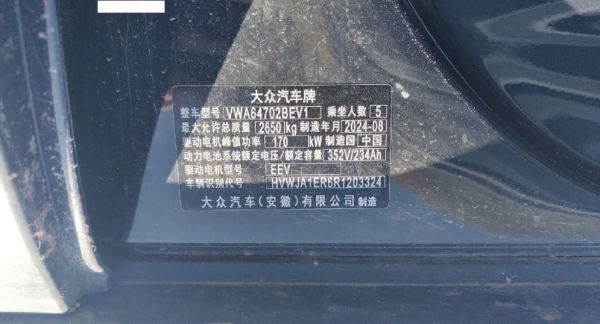 大众汽车牌
整车型号 VWA64702BEV1 乘坐人数 5
最大允许总质量 2650 kg 制造年月 2024-08
驱动电机峰值功率 170 kW 制造国 中国
动力电池系统额定电压/额定容量 352V/234Ah
驱动电机型号 EEV
车辆识别代号 HVWJA1ER6R1203324
大众汽车(安徽)有限公司 制造